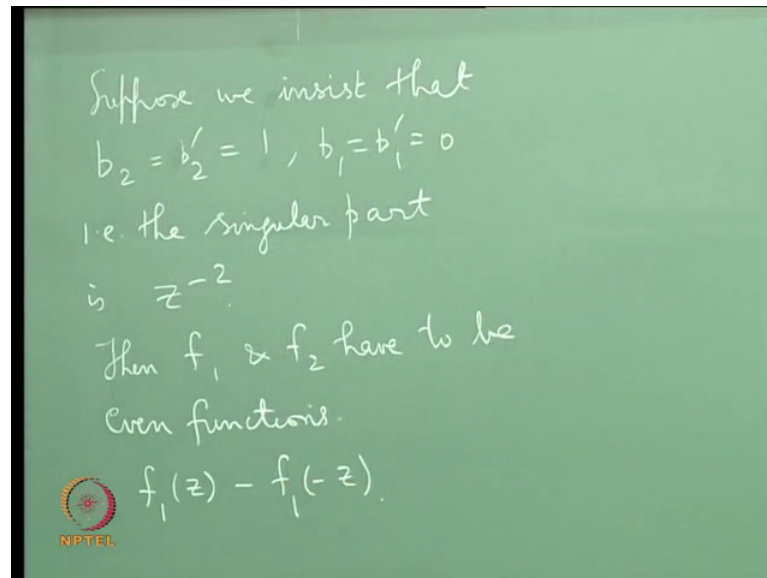 Suppose we insist that
b₂ = b₂′ = 1, b₁ = b₁′ = 0
i.e. the singular part
is z⁻².
Then f₁ & f₂ have to be
even functions.
f₁(z) − f₁(−z).
NPTEL